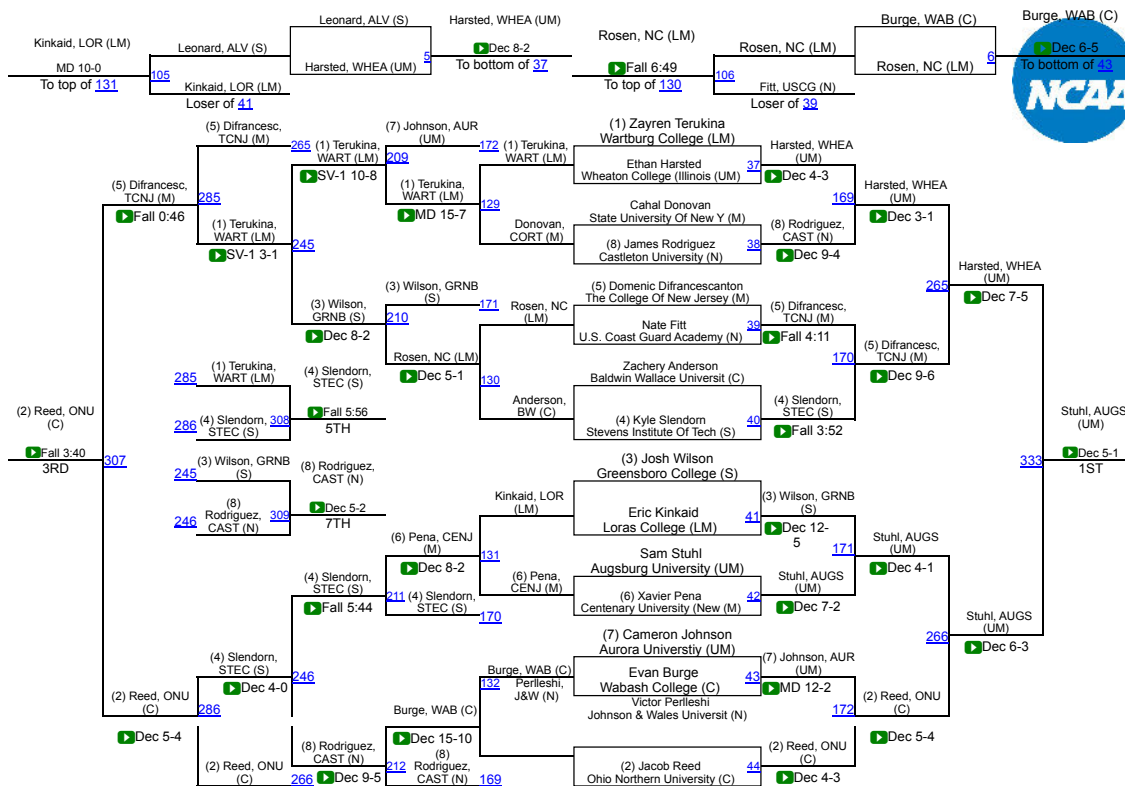 Kinkaid, LOR (LM)
MD 10-0
To top of 131
Leonard, ALV (S)
105
Kinkaid, LOR (LM)
Loser of 41
Leonard, ALV (S)
5
Harsted, WHEA (UM)
Harsted, WHEA (UM)
Dec 8-2
To bottom of 37
Rosen, NC (LM)
Fall 6:49
To top of 130
Rosen, NC (LM)
106
Fitt, USCG (N)
Loser of 39
Burge, WAB (C)
6
Rosen, NC (LM)
Burge, WAB (C)
Dec 6-5
To bottom of 43
NCAA
(5) Difrancesc,
TCNJ (M)
265
(1) Terukina,
WART (LM)
SV-1 10-8
(7) Johnson, AUR
(UM)
172
209
(1) Terukina,
WART (LM)
MD 15-7
(1) Terukina,
WART (LM)
129
Donovan,
CORT (M)
(1) Zayren Terukina
Wartburg College (LM)
Ethan Harsted
Wheaton College (Illinois (UM)
37
Harsted, WHEA
(UM)
Dec 4-3
Cahal Donovan
State University Of New Y (M)
(8) James Rodriguez
Castleton University (N)
38
(8) Rodriguez,
CAST (N)
Dec 9-4
169
Harsted, WHEA
(UM)
Dec 3-1
(5) Difrancesc,
TCNJ (M)
Fall 0:46
285
(1) Terukina,
WART (LM)
SV-1 3-1
245
(3) Wilson,
GRNB (S)
Dec 8-2
(3) Wilson, GRNB
(S)
171
210
Rosen, NC (LM)
Dec 5-1
Rosen, NC
(LM)
130
Anderson,
BW (C)
(5) Domenic Difrancescanton
The College Of New Jersey (M)
Nate Fitt
U.S. Coast Guard Academy (N)
39
(5) Difrancesc,
TCNJ (M)
Fall 4:11
Zachery Anderson
Baldwin Wallace Universit (C)
(4) Kyle Slendorn
Stevens Institute Of Tech (S)
40
(4) Slendorn,
STEC (S)
Fall 3:52
170
(5) Difrancesc,
TCNJ (M)
Dec 9-6
265
Harsted, WHEA
(UM)
Dec 7-5
(1) Terukina,
WART (LM)
285
(4) Slendorn,
STEC (S)
286
308
(4) Slendorn,
STEC (S)
Fall 5:56
5TH
(2) Reed, ONU
(C)
Fall 3:40
3RD
307
(3) Wilson, GRNB
(S)
245
(8)
Rodriguez,
CAST (N)
246
309
(8) Rodriguez,
CAST (N)
Dec 5-2
7TH
Stuhl, AUGS
(UM)
333
Dec 5-1
1ST
(3) Josh Wilson
Greensboro College (S)
Eric Kinkaid
Loras College (LM)
41
(3) Wilson, GRNB
(S)
Dec 12-
5
Kinkaid, LOR
(LM)
131
(6) Pena,
CENJ (M)
(6) Pena, CENJ
(M)
Dec 8-2
Sam Stuhl
Augsburg University (UM)
(6) Xavier Pena
Centenary University (New (M)
42
Stuhl, AUGS
(UM)
Dec 7-2
171
Stuhl, AUGS
(UM)
Dec 4-1
(4) Slendorn,
STEC (S)
Fall 5:44
211
(4) Slendorn,
STEC (S)
170
266
Stuhl, AUGS
(UM)
Dec 6-3
(4) Slendorn,
STEC (S)
Dec 4-0
246
(2) Reed, ONU
(C)
Dec 5-4
286
(2) Reed, ONU
(C)
266
(8) Rodriguez,
CAST (N)
Dec 9-5
Burge, WAB (C)
Dec 15-10
212
(8)
Rodriguez,
CAST (N)
169
Burge, WAB (C)
132
Perlleshi,
J&W (N)
(7) Cameron Johnson
Aurora Universtiy (UM)
Evan Burge
Wabash College (C)
43
(7) Johnson, AUR
(UM)
MD 12-2
Victor Perlleshi
Johnson & Wales Universit (N)
(2) Jacob Reed
Ohio Northern University (C)
44
(2) Reed, ONU
(C)
Dec 4-3
172
(2) Reed, ONU
(C)
Dec 5-4